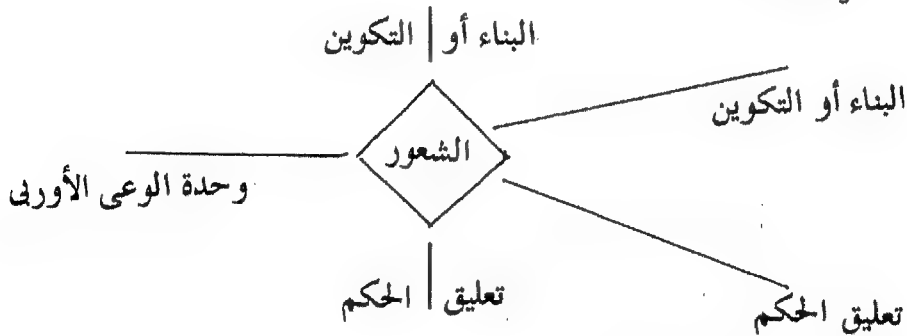 البناء أو التكوين
البناء أو التكوين
الشعور
وحدة الوعى الأوربى
تعليق الحكم
تعليق الحكم